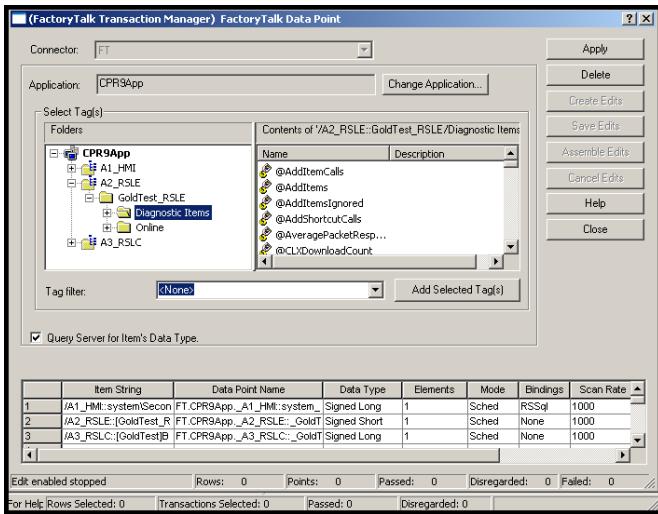 (FactoryTalk Transaction Manager) FactoryTalk Data Point
Connector: FT
Apply
Application: CPR9App Change Application...
Delete
Create Edits
Select Tag(s)
Save Edits
Folders Contents of '/A2_RSLE::GoldTest_RSLE/Diagnostic Items
Assemble Edits
CPR9App
Name Description
A1_HMI
@AddItemCalls
Cancel Edits
A2_RSLE
@AddItems
GoldTest_RSLE
@AddItemsIgnored
Help
Diagnostic Items
@AddShortcutCalls
Close
Online
@AveragePacketResp...
A3_RSLC
@CLXDownloadCount
Tag filter: <None> Add Selected Tag(s)
Query Server for Item's Data Type.
Item String Data Point Name Data Type Elements Mode Bindings Scan Rate
1 /A1_HMI::system\Secon FT.CPR9App._A1_HMI::system_ Signed Long 1 Sched RSSql 1000
2 /A2_RSLE::[GoldTest_R FT.CPR9App._A2_RSLE::_GoldT Signed Short 1 Sched None 1000
3 /A3_RSLC::[GoldTest]B FT.CPR9App._A3_RSLC::_GoldT Signed Long 1 Sched None 1000
Edit enabled stopped Rows: 0 Points: 0 Passed: 0 Disregarded: 0 Failed: 0
For Help Rows Selected: 0 Transactions Selected: 0 Passed: 0 Disregarded: 0